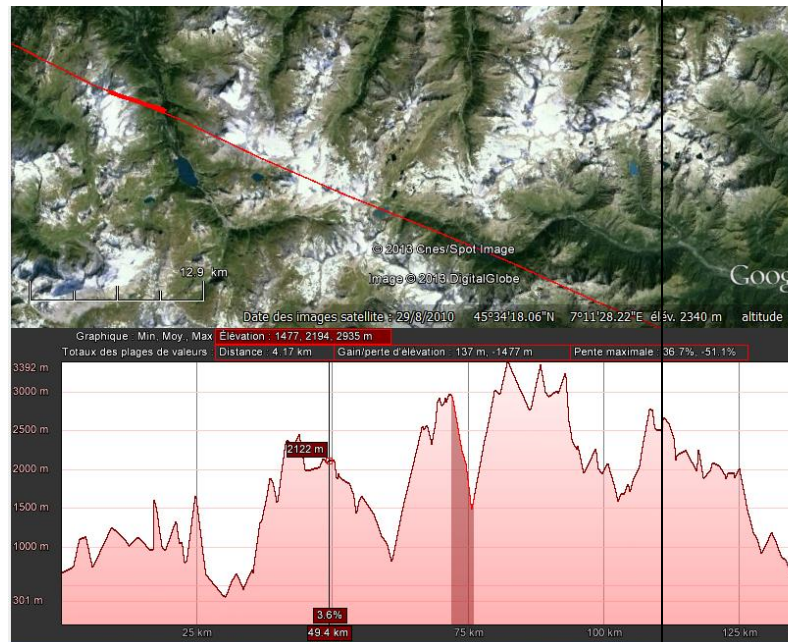 © 2013 Cnes/Spot Image
Image © 2013 DigitalGlobe
12.9 km
Goog
Date des images satellite : 29/8/2010 45°34'18.06"N 7°11'28.22"E élév. 2340 m altitude
Graphique : Min, Moy., Max Élévation : 1477, 2194, 2935 m
Totaux des plages de valeurs : Distance : 4.17 km Gain/perte d'élévation : 137 m, -1477 m Pente maximale : 36.7%, -51.1%
3392 m
3000 m
2500 m
2122 m
2000 m
1500 m
1000 m
301 m
3.6%
25 km 49.4 km 75 km 100 km 125 km